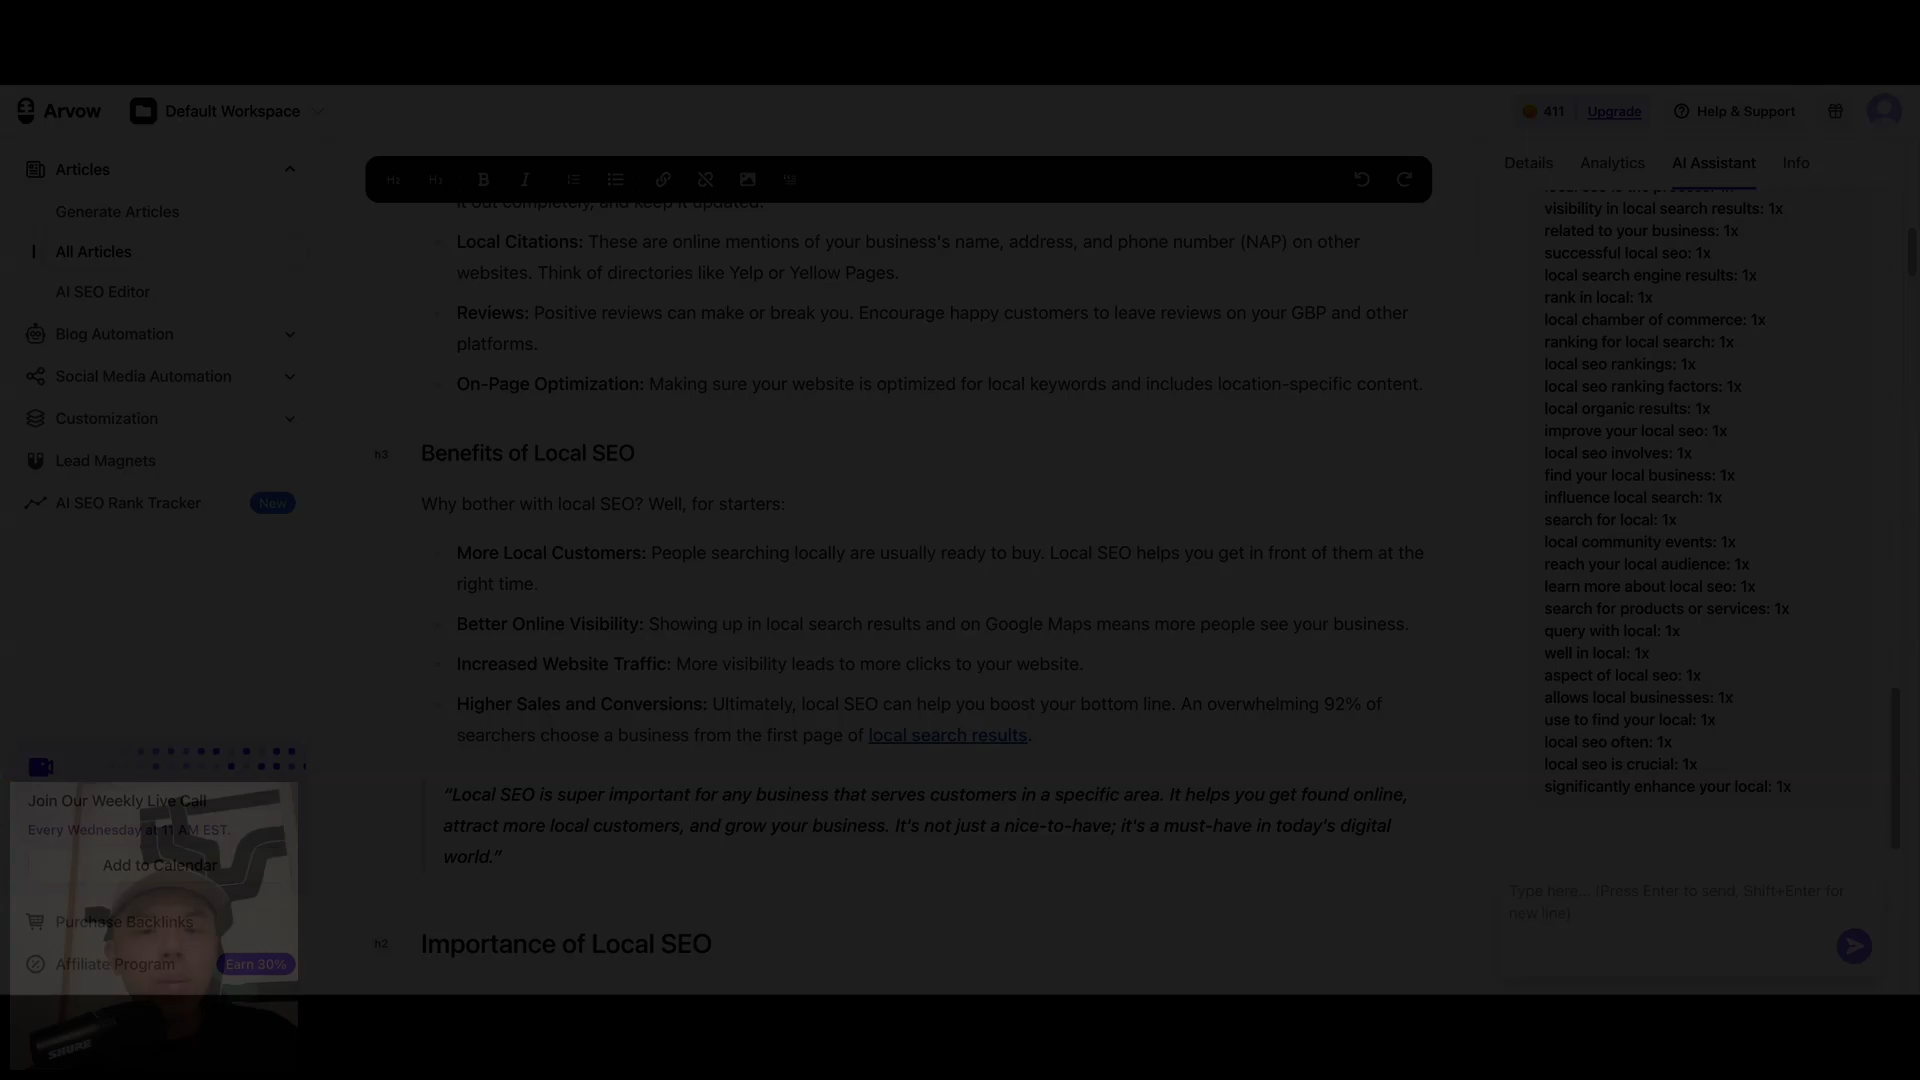 Arvow
Default Workspace
411
Upgrade
Help & Support
Articles
Generate Articles
All Articles
AI SEO Editor
Blog Automation
Social Media Automation
Customization
Lead Magnets
AI SEO Rank Tracker
New
Join Our Weekly Live Call
Every Wednesday at 11 AM EST.
Add to Calendar
Purchase Backlinks
Affiliate Program
Earn 30%
SHURE
H2
H3
B
I
it out completely, and keep it updated.
Local Citations: These are online mentions of your business's name, address, and phone number (NAP) on other
websites. Think of directories like Yelp or Yellow Pages.
Reviews: Positive reviews can make or break you. Encourage happy customers to leave reviews on your GBP and other
platforms.
On-Page Optimization: Making sure your website is optimized for local keywords and includes location-specific content.
h3
Benefits of Local SEO
Why bother with local SEO? Well, for starters:
More Local Customers: People searching locally are usually ready to buy. Local SEO helps you get in front of them at the
right time.
Better Online Visibility: Showing up in local search results and on Google Maps means more people see your business.
Increased Website Traffic: More visibility leads to more clicks to your website.
Higher Sales and Conversions: Ultimately, local SEO can help you boost your bottom line. An overwhelming 92% of
searchers choose a business from the first page of local search results.
“Local SEO is super important for any business that serves customers in a specific area. It helps you get found online,
attract more local customers, and grow your business. It's not just a nice-to-have; it's a must-have in today's digital
world.”
h2
Importance of Local SEO
Details
Analytics
AI Assistant
Info
local seo is the process: 1x
visibility in local search results: 1x
related to your business: 1x
successful local seo: 1x
local search engine results: 1x
rank in local: 1x
local chamber of commerce: 1x
ranking for local search: 1x
local seo rankings: 1x
local seo ranking factors: 1x
local organic results: 1x
improve your local seo: 1x
local seo involves: 1x
find your local business: 1x
influence local search: 1x
search for local: 1x
local community events: 1x
reach your local audience: 1x
learn more about local seo: 1x
search for products or services: 1x
query with local: 1x
well in local: 1x
aspect of local seo: 1x
allows local businesses: 1x
use to find your local: 1x
local seo often: 1x
local seo is crucial: 1x
significantly enhance your local: 1x
Type here... (Press Enter to send, Shift+Enter for
new line)